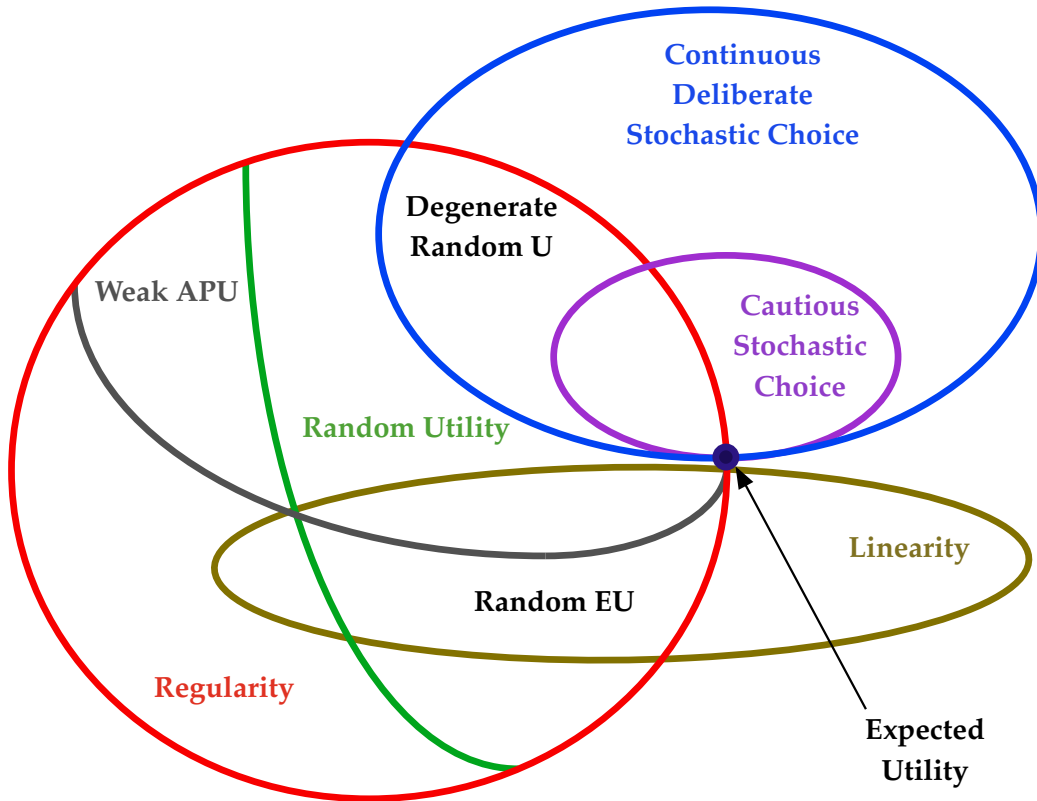 Continuous
Deliberate
Stochastic Choice
Degenerate
Random U
Weak APU
Cautious
Stochastic
Choice
Random Utility
Linearity
Random EU
Regularity
Expected
Utility